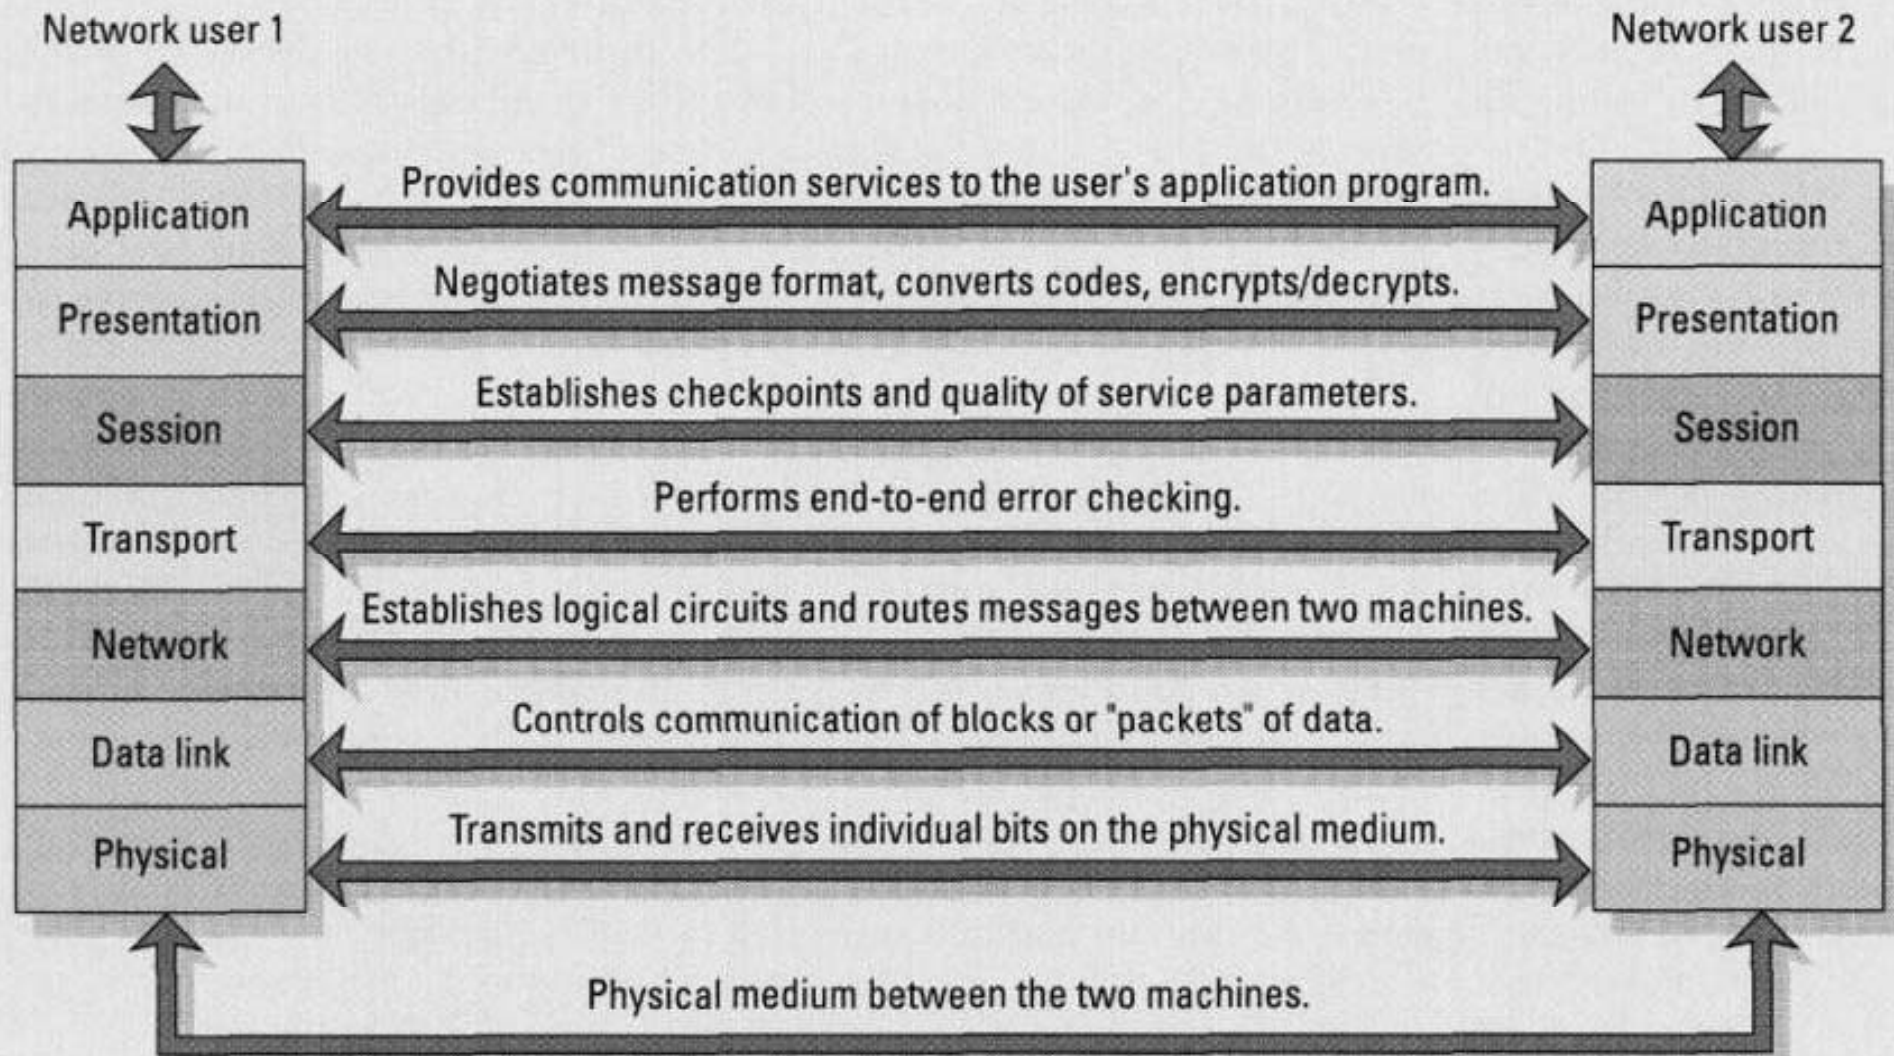 Network user 1
Network user 2
Application
Provides communication services to the user's application program.
Application
Presentation
Negotiates message format, converts codes, encrypts/decrypts.
Presentation
Session
Establishes checkpoints and quality of service parameters.
Session
Transport
Performs end-to-end error checking.
Transport
Network
Establishes logical circuits and routes messages between two machines.
Network
Data link
Controls communication of blocks or "packets" of data.
Data link
Physical
Transmits and receives individual bits on the physical medium.
Physical
Physical medium between the two machines.